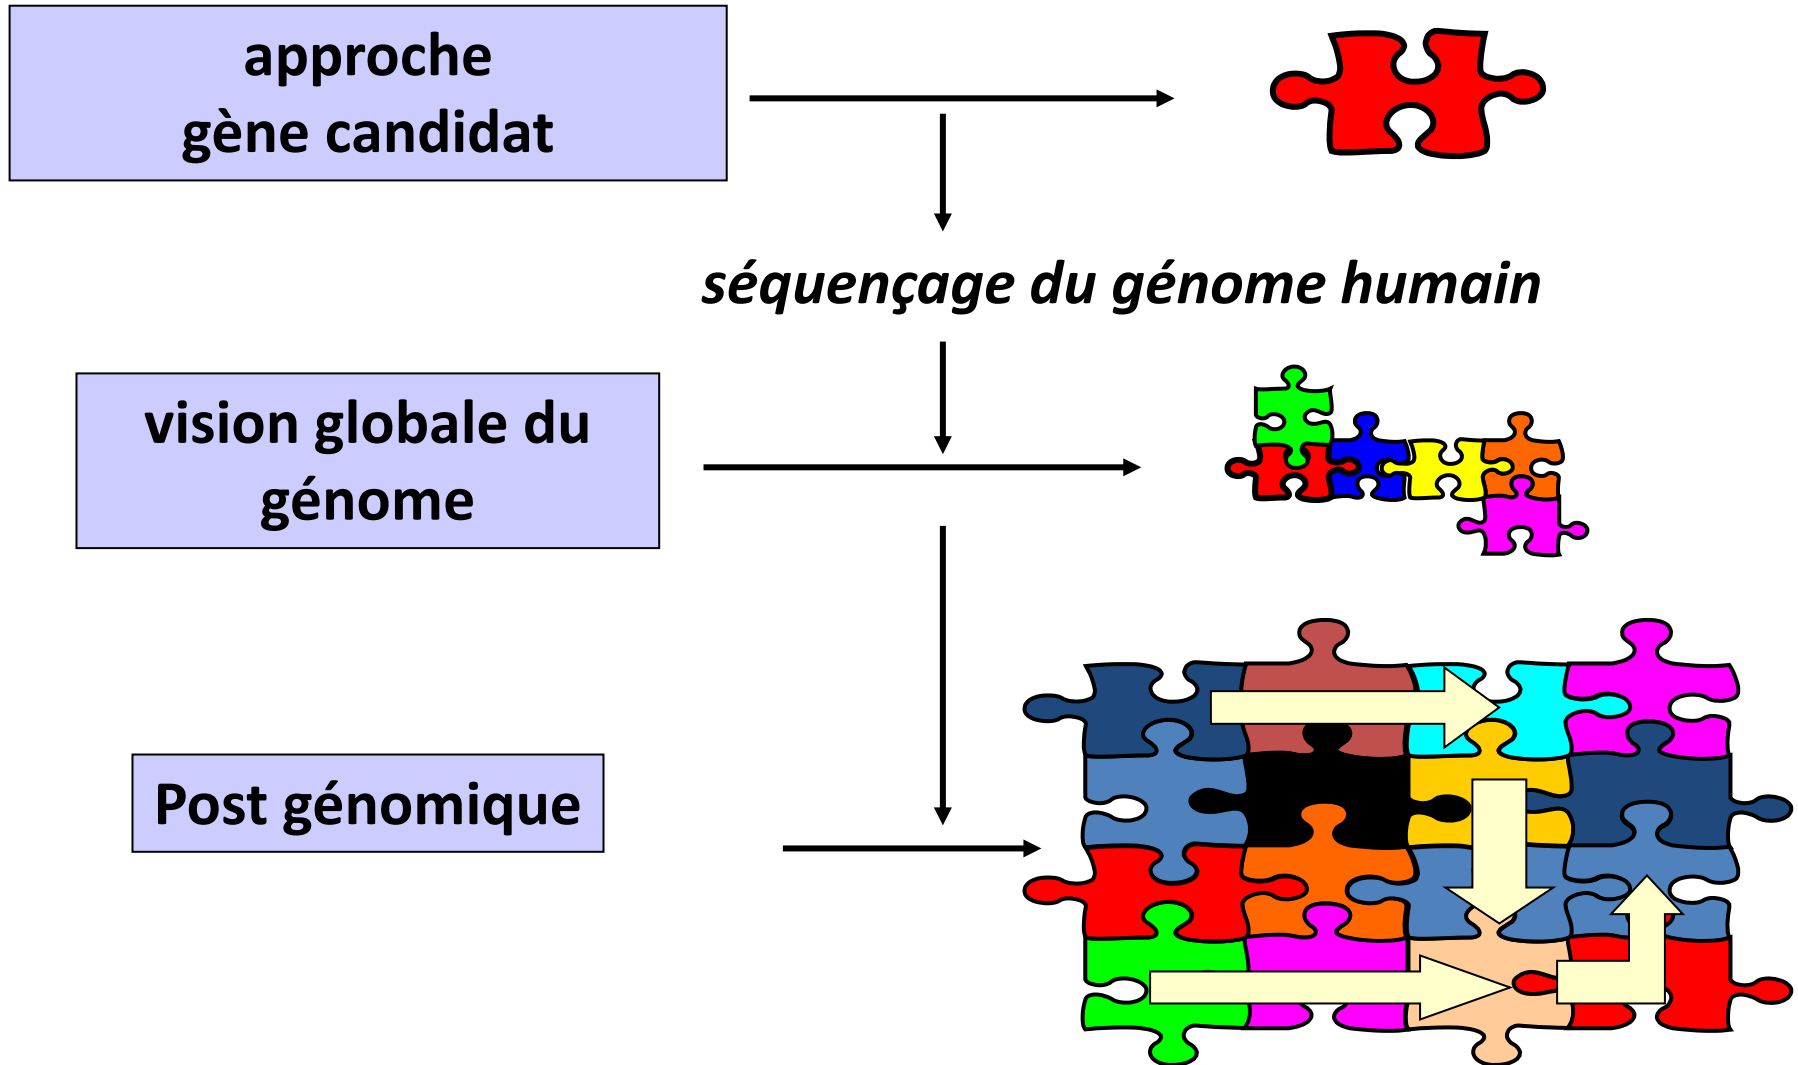 approche
gène candidat
séquençage du génome humain
vision globale du
génome
Post génomique